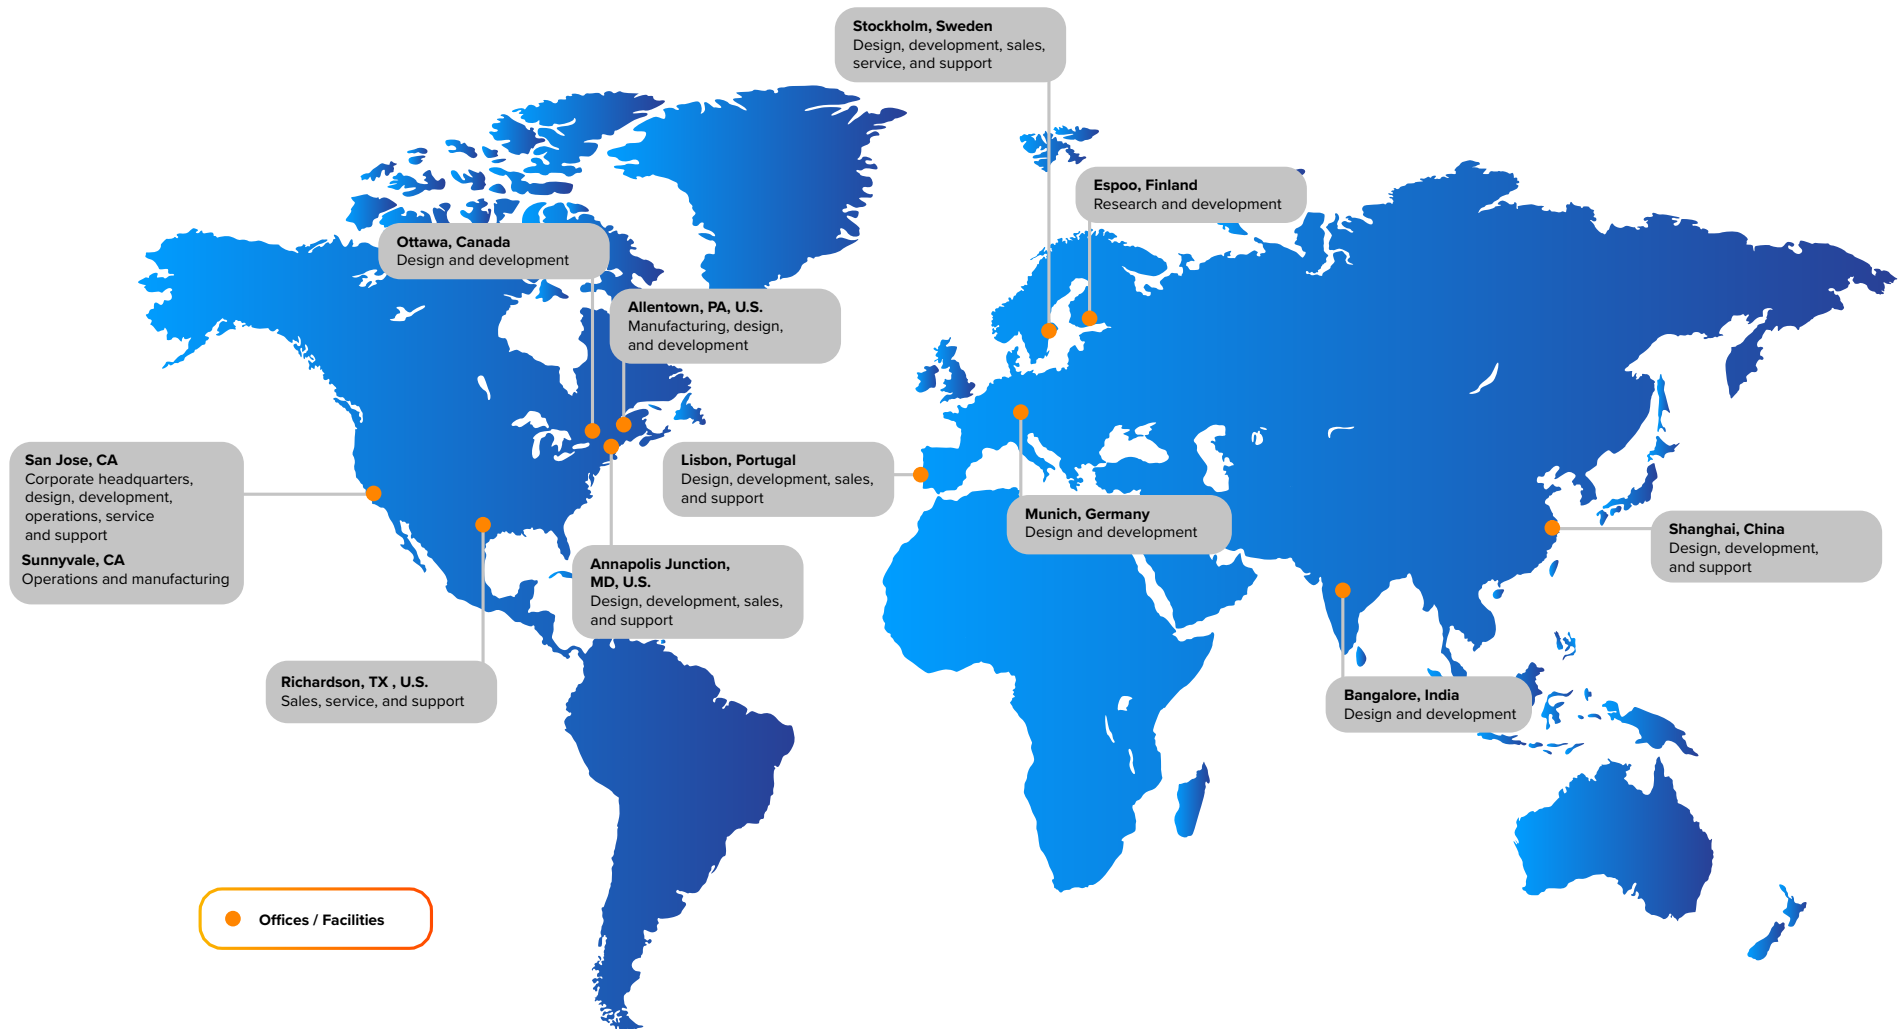 Stockholm, Sweden
Design, development, sales,
service, and support
Espoo, Finland
Research and development
Ottawa, Canada
Design and development
Allentown, PA, U.S.
Manufacturing, design,
and development
San Jose, CA
Corporate headquarters,
design, development,
operations, service
and support
Sunnyvale, CA
Operations and manufacturing
Lisbon, Portugal
Design, development, sales,
and support
Munich, Germany
Design and development
Shanghai, China
Design, development,
and support
Annapolis Junction,
MD, U.S.
Design, development, sales,
and support
Richardson, TX , U.S.
Sales, service, and support
Bangalore, India
Design and development
Offices / Facilities